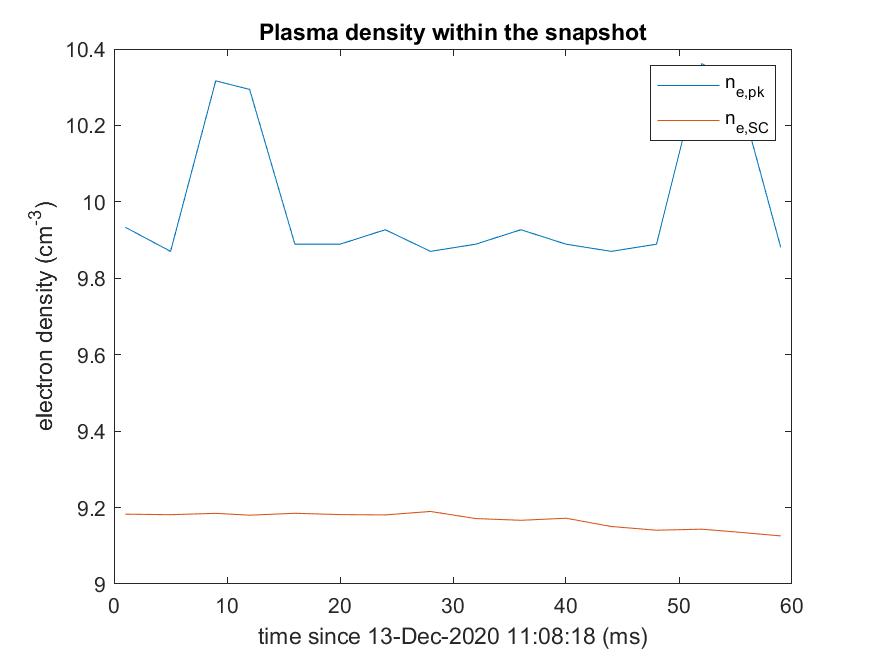 Plasma density within the snapshot
10.4
10.2
10
9.8
9.6
9.4
9.2
9
electron density (cm-3)
n e,pk
n e,SC
0 10 20 30 40 50 60
time since 13-Dec-2020 11:08:18 (ms)